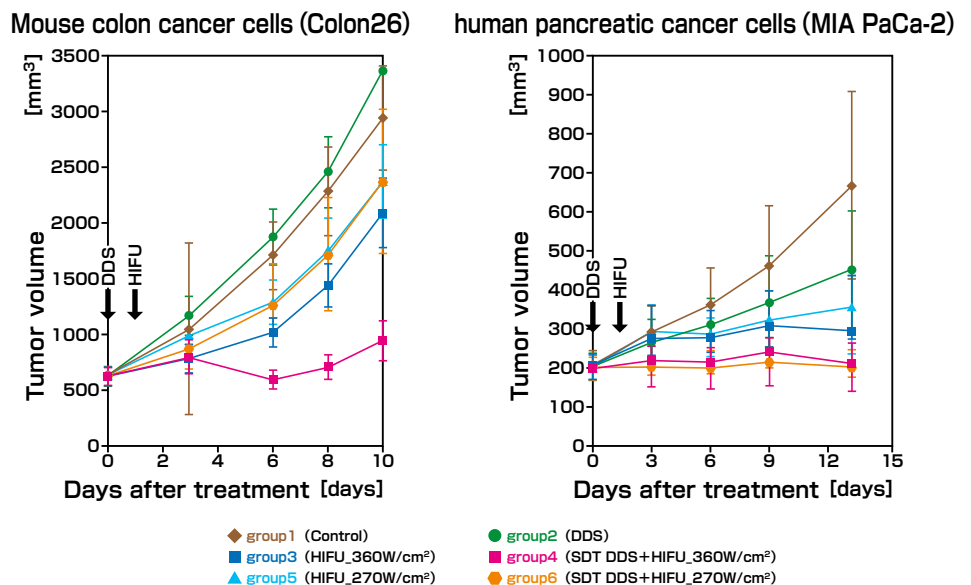 Mouse colon cancer cells (Colon26)
human pancreatic cancer cells (MIA PaCa-2)
[mm³]
Tumor volume
3500
3000
2500
2000
1500
1000
500
0
DDS
HIFU
0 2 4 6 8 10
Days after treatment [days]
[mm³]
Tumor volume
1000
900
800
700
600
500
400
300
200
100
0
DDS
HIFU
0 3 6 9 12 15
Days after treatment [days]
group1 (Control)
group2 (DDS)
group3 (HIFU_360W/cm²)
group4 (SDT DDS+HIFU_360W/cm²)
group5 (HIFU_270W/cm²)
group6 (SDT DDS+HIFU_270W/cm²)